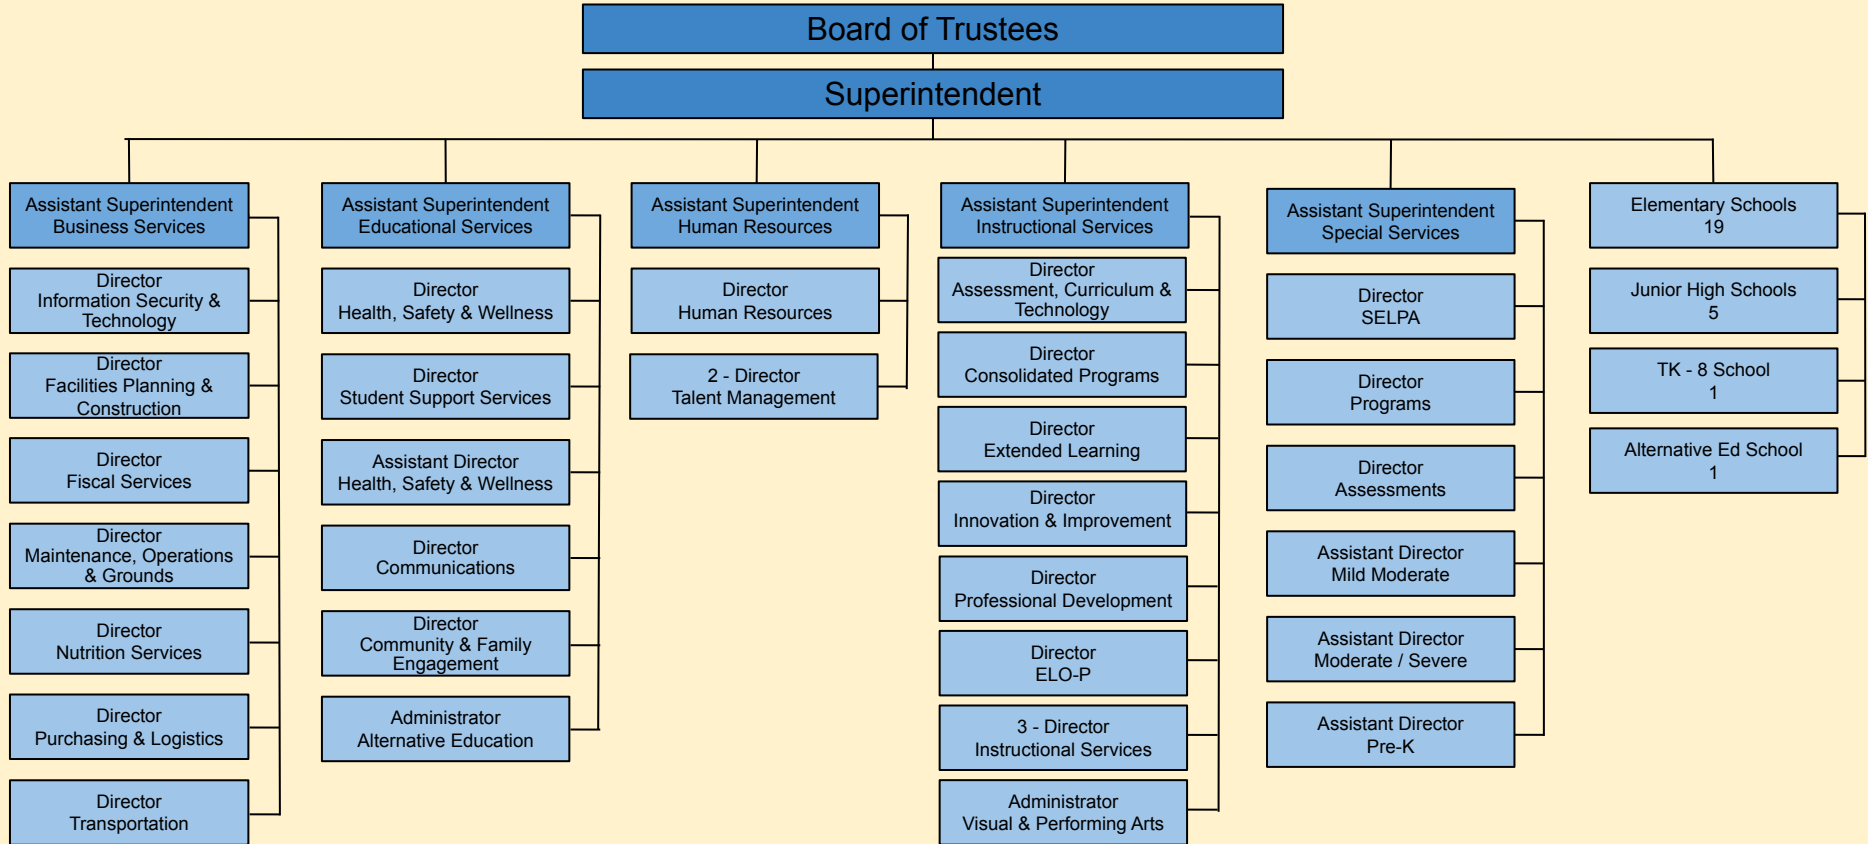 Board of Trustees
Superintendent
Assistant Superintendent
Business Services
Director
Information Security &
Technology
Director
Facilities Planning &
Construction
Director
Fiscal Services
Director
Maintenance, Operations
& Grounds
Director
Nutrition Services
Director
Purchasing & Logistics
Director
Transportation
Assistant Superintendent
Educational Services
Director
Health, Safety & Wellness
Director
Student Support Services
Assistant Director
Health, Safety & Wellness
Director
Communications
Director
Community & Family
Engagement
Administrator
Alternative Education
Assistant Superintendent
Human Resources
Director
Human Resources
2 - Director
Talent Management
Assistant Superintendent
Instructional Services
Director
Assessment, Curriculum &
Technology
Director
Consolidated Programs
Director
Extended Learning
Director
Innovation & Improvement
Director
Professional Development
Director
ELO-P
3 - Director
Instructional Services
Administrator
Visual & Performing Arts
Assistant Superintendent
Special Services
Director
SELPA
Director
Programs
Director
Assessments
Assistant Director
Mild Moderate
Assistant Director
Moderate / Severe
Assistant Director
Pre-K
Elementary Schools
19
Junior High Schools
5
TK - 8 School
1
Alternative Ed School
1